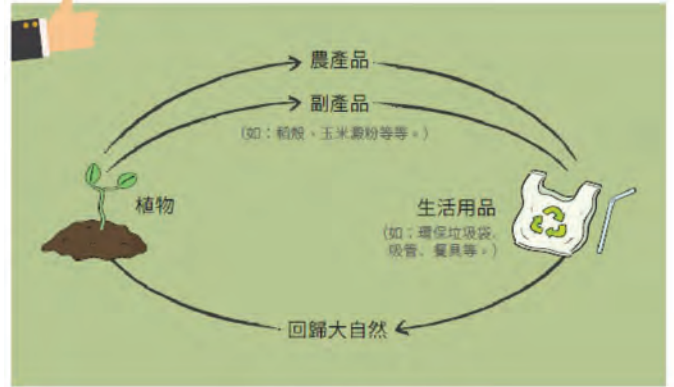 農產品
副產品
(如：稻殼、玉米澱粉等等。)
植物
生活用品
(如：環保垃圾袋、
吸管、餐具等。)
回歸大自然